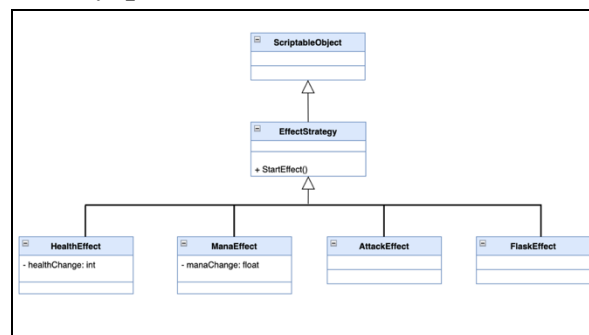 ScriptableObject
EffectStrategy
+ StartEffect()
HealthEffect
- healthChange: int
ManaEffect
- manaChange: float
AttackEffect
FlaskEffect